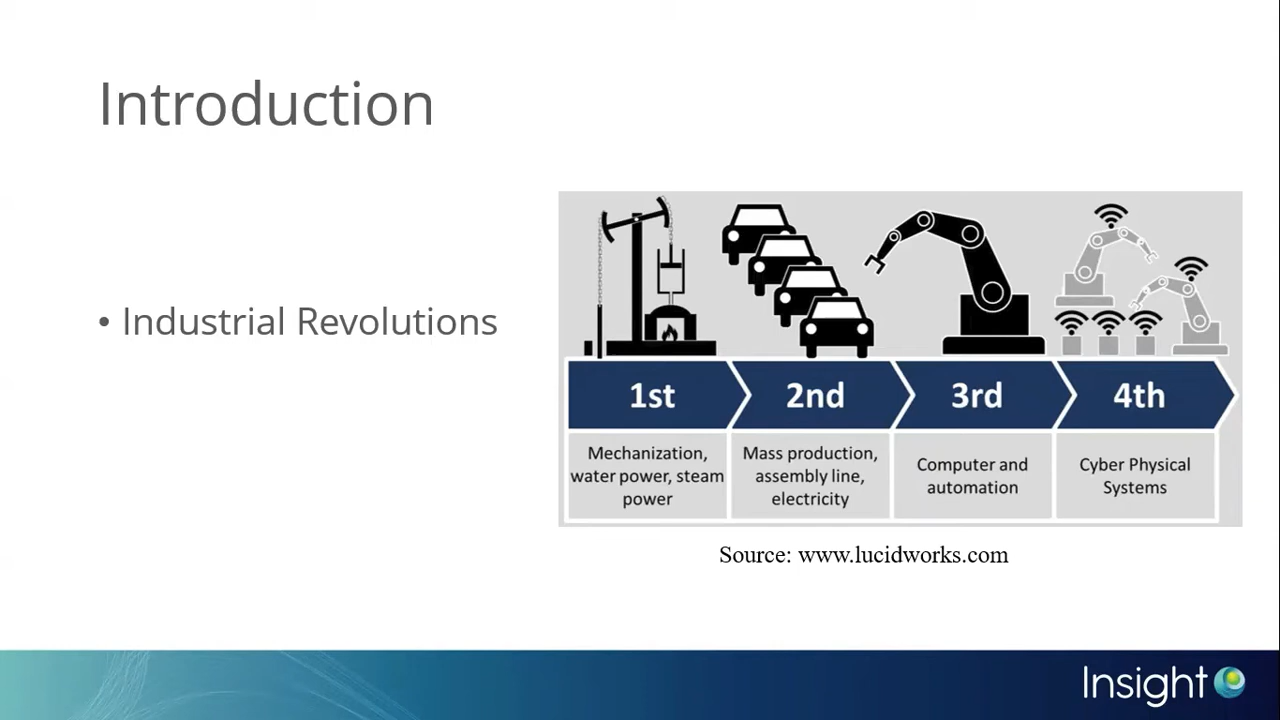 Introduction
• Industrial Revolutions
1st
2nd
3rd
4th
Mechanization,
water power, steam
power
Mass production,
assembly line,
electricity
Computer and
automation
Cyber Physical
Systems
Source: www.lucidworks.com
Insight